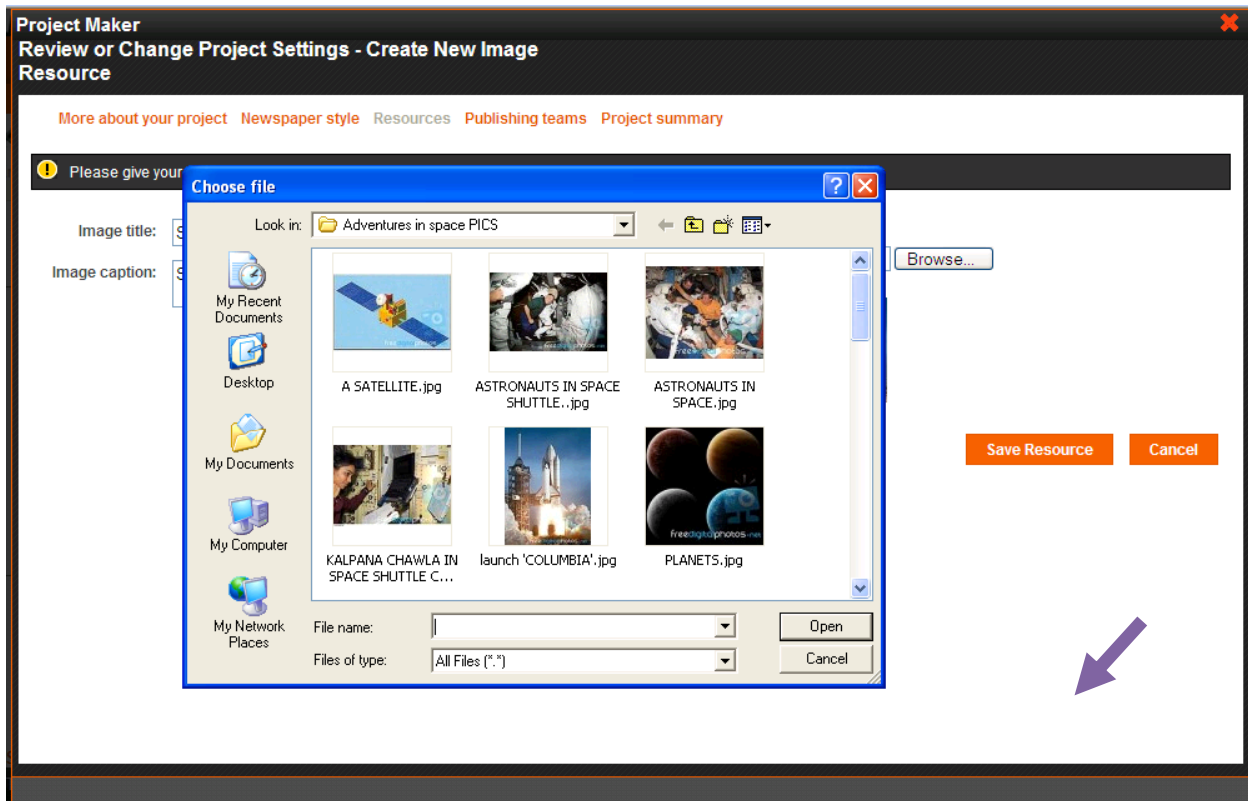 Project Maker
Review or Change Project Settings - Create New Image
Resource
More about your project Newspaper style Resources Publishing teams Project summary
! Please give your
Choose file
?
Look in: Adventures in space PICS
Image title: S
Image caption: S
Browse...
My Recent
Documents
Desktop
My Documents
My Computer
My Network
Places
A SATELLITE.jpg
ASTRONAUTS IN SPACE
SHUTTLE..jpg
ASTRONAUTS IN
SPACE.jpg
freedigitalphotos.net
KALPANA CHAWLA IN
SPACE SHUTTLE C...
launch 'COLUMBIA'.jpg
PLANETS.jpg
Save Resource Cancel
File name:
Open
Files of type: All Files (*.*)
Cancel